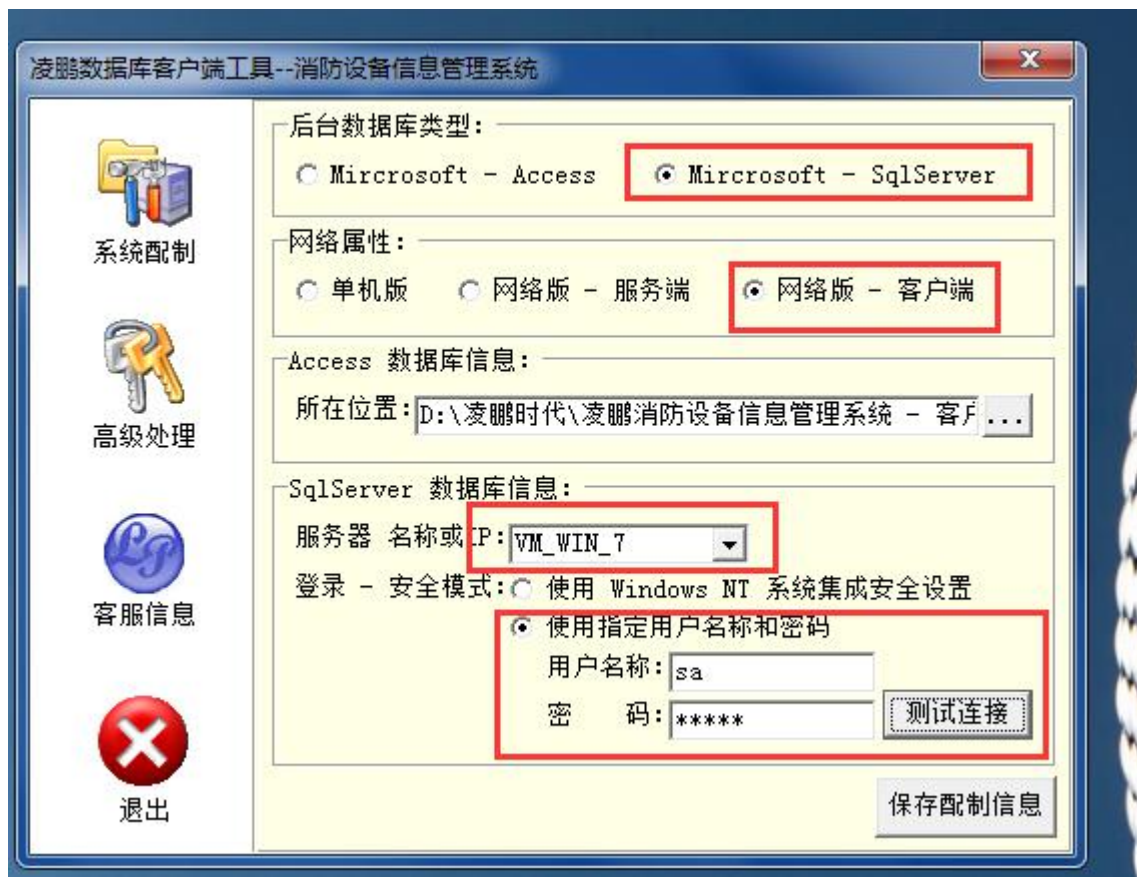 凌鹏数据库客户端工具--消防设备信息管理系统
后台数据库类型:
Mircrosoft - Access Mircrosoft - SqlServer
系统配制
网络属性:
单机版 网络版 - 服务端 网络版 - 客户端
Access 数据库信息:
所在位置: D:\凌鹏时代\凌鹏消防设备信息管理系统 - 客户 ...
高级处理
SqlServer 数据库信息:
服务器 名称或IP: VM_WIN_7
登录 - 安全模式: 使用 Windows NT 系统集成安全设置
客服信息
使用指定用户名称和密码
用户名称: sa
密 码: ***** 测试连接
退出
保存配制信息